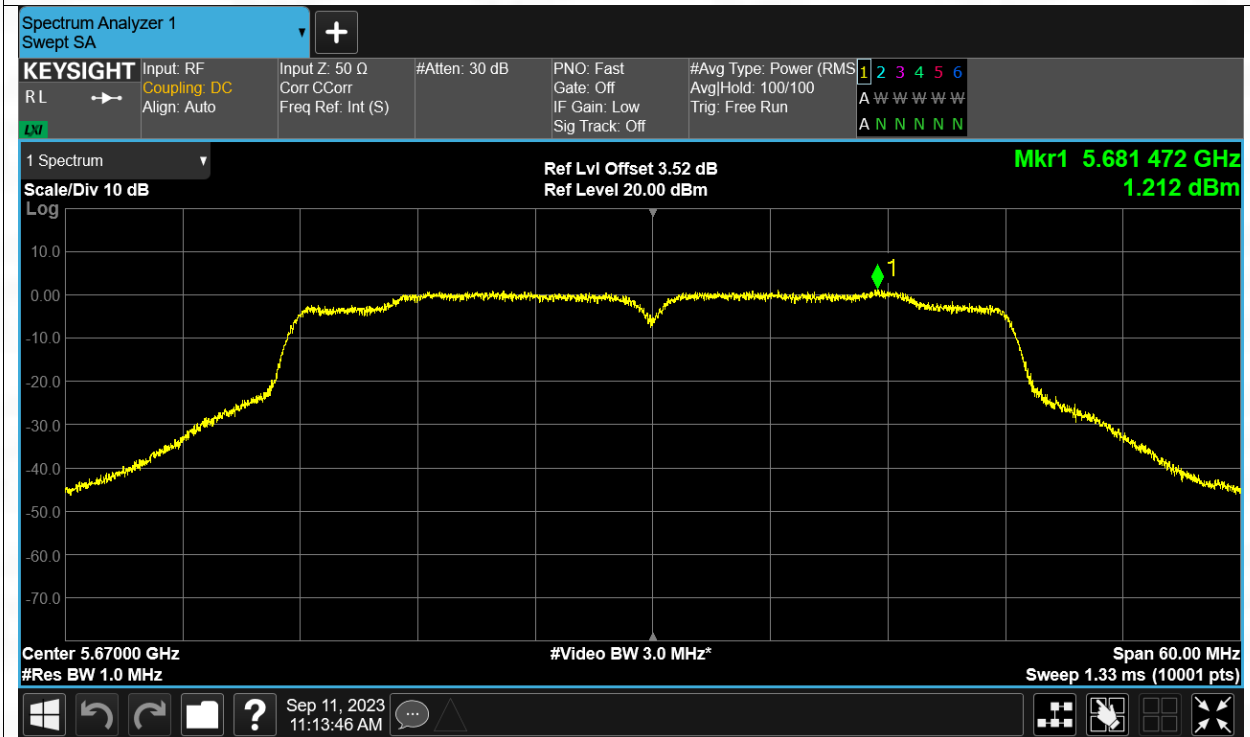 Spectrum Analyzer 1
Swept SA
+
KEYSIGHT
R L
LXI
Input: RF
Coupling: DC
Align: Auto
Input Z: 50 Ω
Corr CCorr
Freq Ref: Int (S)
#Atten: 30 dB
PNO: Fast
Gate: Off
IF Gain: Low
Sig Track: Off
#Avg Type: Power (RMS
Avg|Hold: 100/100
Trig: Free Run
1 2 3 4 5 6
A W W W W W
A N N N N N
1 Spectrum
Scale/Div 10 dB
Log
Ref Lvl Offset 3.52 dB
Ref Level 20.00 dBm
Mkr1 5.681 472 GHz
1.212 dBm
10.0
0.00
-10.0
-20.0
-30.0
-40.0
-50.0
-60.0
-70.0
1
Center 5.67000 GHz
#Res BW 1.0 MHz
#Video BW 3.0 MHz*
Span 60.00 MHz
Sweep 1.33 ms (10001 pts)
?
Sep 11, 2023
11:13:46 AM